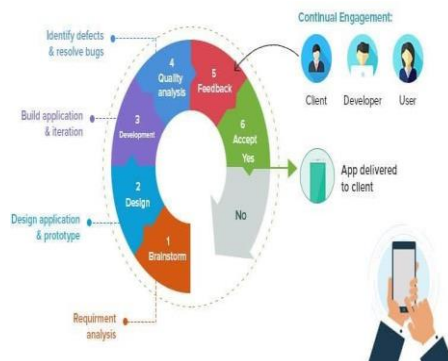 Continual Engagement:
Client
Developer
User
Identify defects
& resolve bugs
4
Quality
analysis
5
Feedback
Build application
& iteration
3
Development
6
Accept
Yes
App delivered
to client
No
2
Design
Design application
& prototype
1
Brainstorm
Requirment
analysis